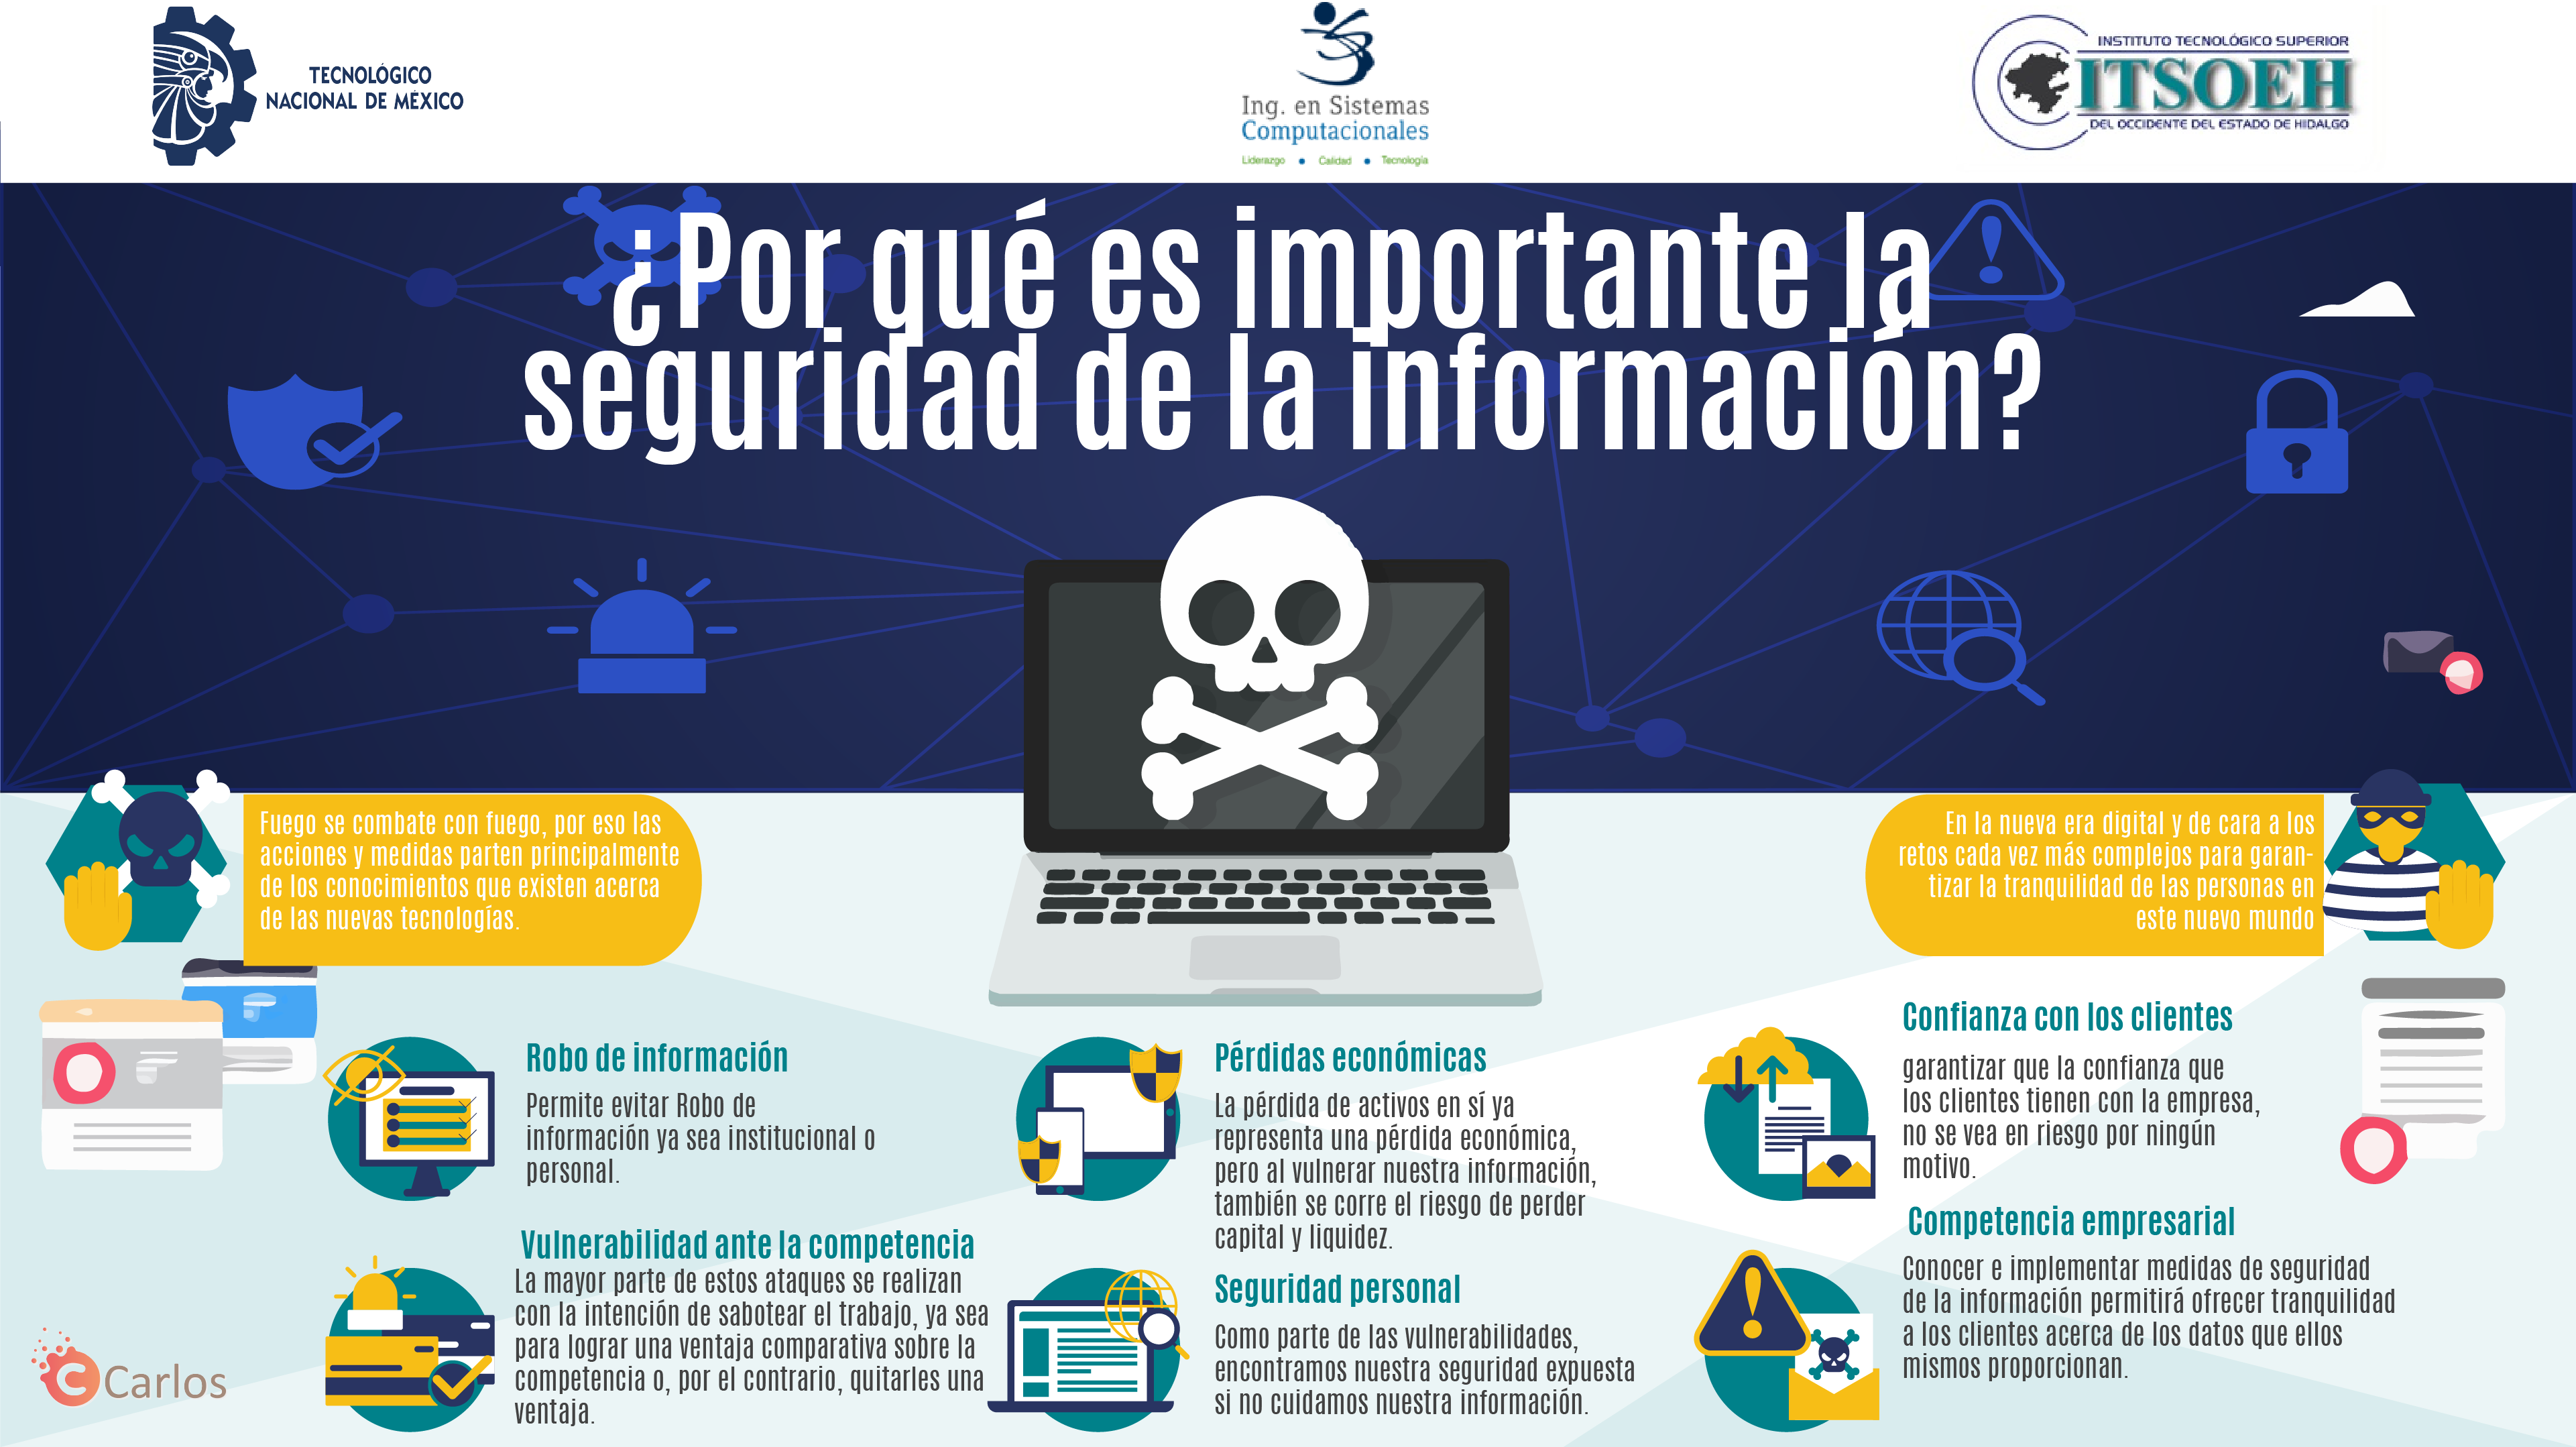 TECNOLÓGICO
NACIONAL DE MÉXICO
Ing. en Sistemas
Computacionales
Liderazgo • Calidad • Tecnología
INSTITUTO TECNOLÓGICO SUPERIOR
ITSOEH
DEL OCCIDENTE DEL ESTADO DE HIDALGO
¿Por qué es importante la
seguridad de la información?
Fuego se combate con fuego, por eso las
acciones y medidas parten principalmente
de los conocimientos que existen acerca
de las nuevas tecnologías.
En la nueva era digital y de cara a los
retos cada vez más complejos para garan-
tizar la tranquilidad de las personas en
este nuevo mundo
Robo de información
Permite evitar Robo de
información ya sea institucional o
personal.
Vulnerabilidad ante la competencia
La mayor parte de estos ataques se realizan
con la intención de sabotear el trabajo, ya sea
para lograr una ventaja comparativa sobre la
competencia o, por el contrario, quitarles una
ventaja.
Pérdidas económicas
La pérdida de activos en sí ya
representa una pérdida económica,
pero al vulnerar nuestra información,
también se corre el riesgo de perder
capital y liquidez.
Seguridad personal
Como parte de las vulnerabilidades,
encontramos nuestra seguridad expuesta
si no cuidamos nuestra información.
Confianza con los clientes
garantizar que la confianza que
los clientes tienen con la empresa,
no se vea en riesgo por ningún
motivo.
Competencia empresarial
Conocer e implementar medidas de seguridad
de la información permitirá ofrecer tranquilidad
a los clientes acerca de los datos que ellos
mismos proporcionan.
Carlos